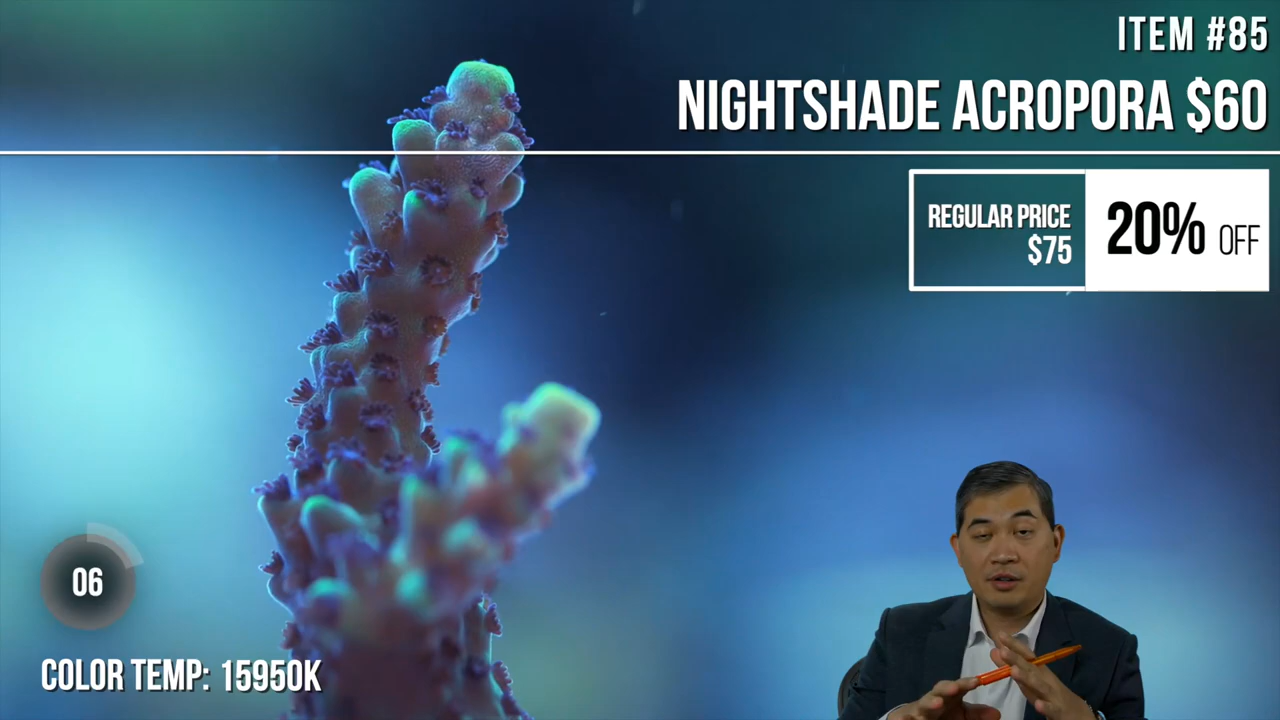 ITEM #85
NIGHTSHADE ACROPORA $60
REGULAR PRICE
$75
20% OFF
06
COLOR TEMP: 15950K